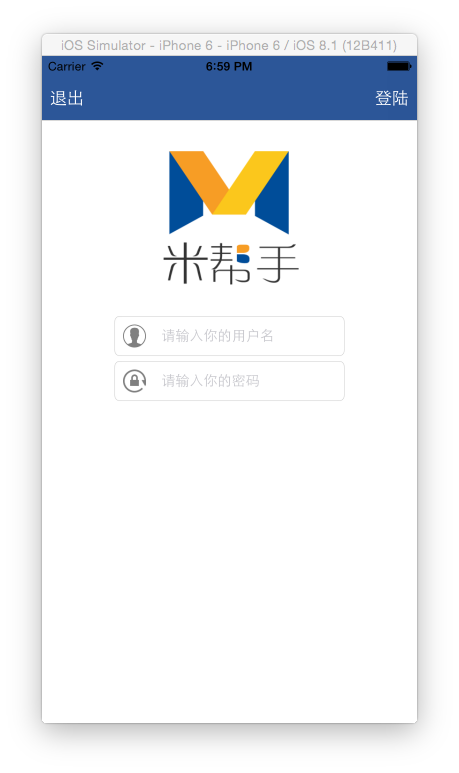 iOS Simulator - iPhone 6 - iPhone 6 / iOS 8.1 (12B411)
Carrier 6:59 PM
退出 登陆
米帮手
请输入你的用户名
请输入你的密码